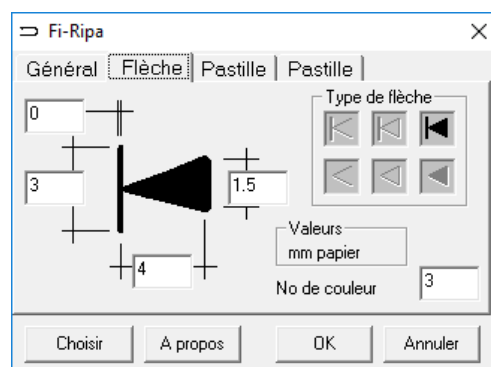 Fi-Ripa
Général Flèche Pastille Pastille
0
Type de flèche
3
1.5
Valeurs
mm papier
4
No de couleur 3
Choisir A propos OK Annuler